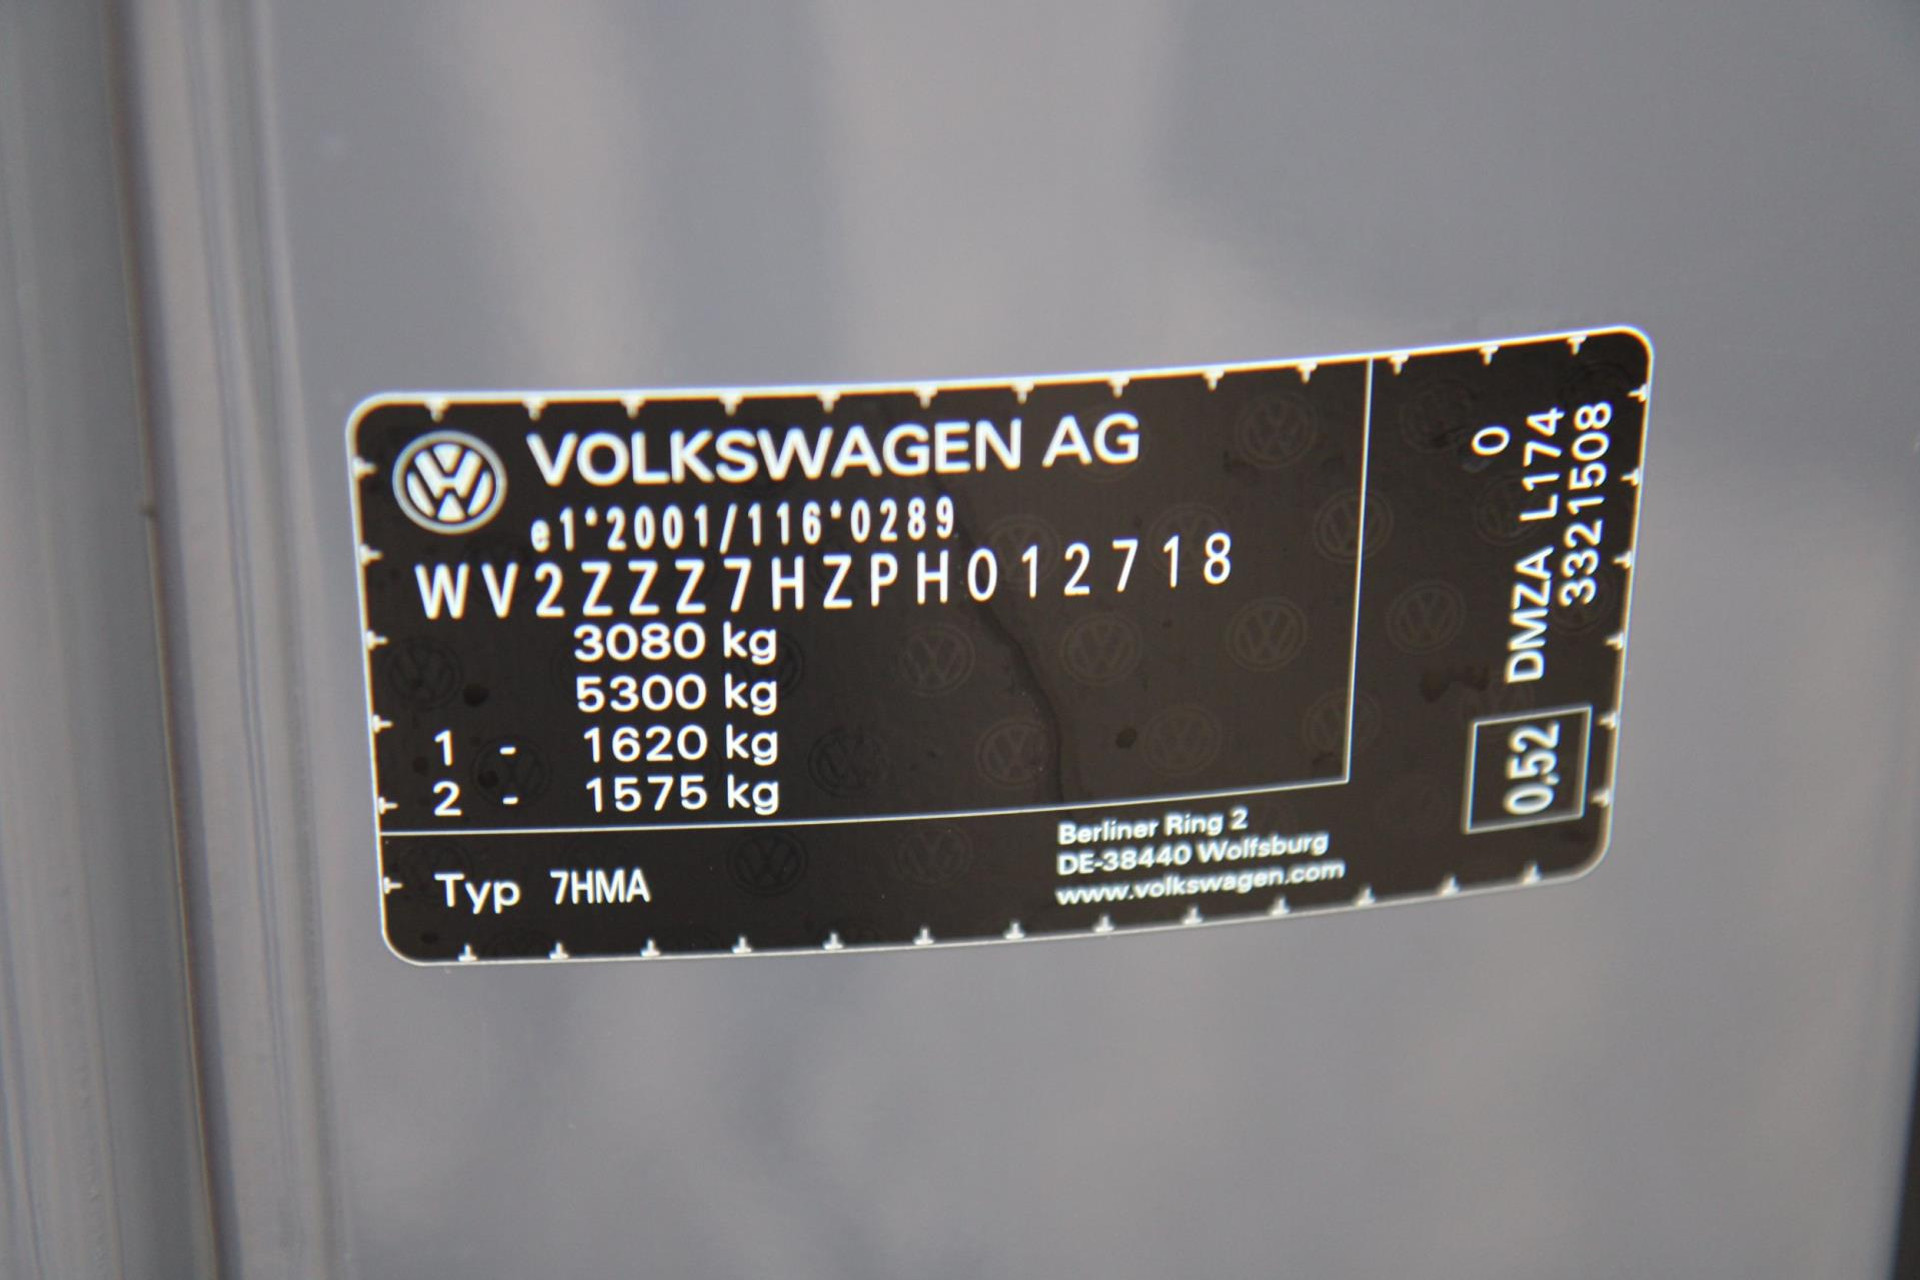 VOLKSWAGEN AG
e1*2001/116*0289
WV2ZZZ7HZPH012718
3080 kg
5300 kg
1 - 1620 kg
2 - 1575 kg
Typ 7HMA
Berliner Ring 2
DE-38440 Wolfsburg
www.volkswagen.com
0
DMZA L174
3321508
0,52